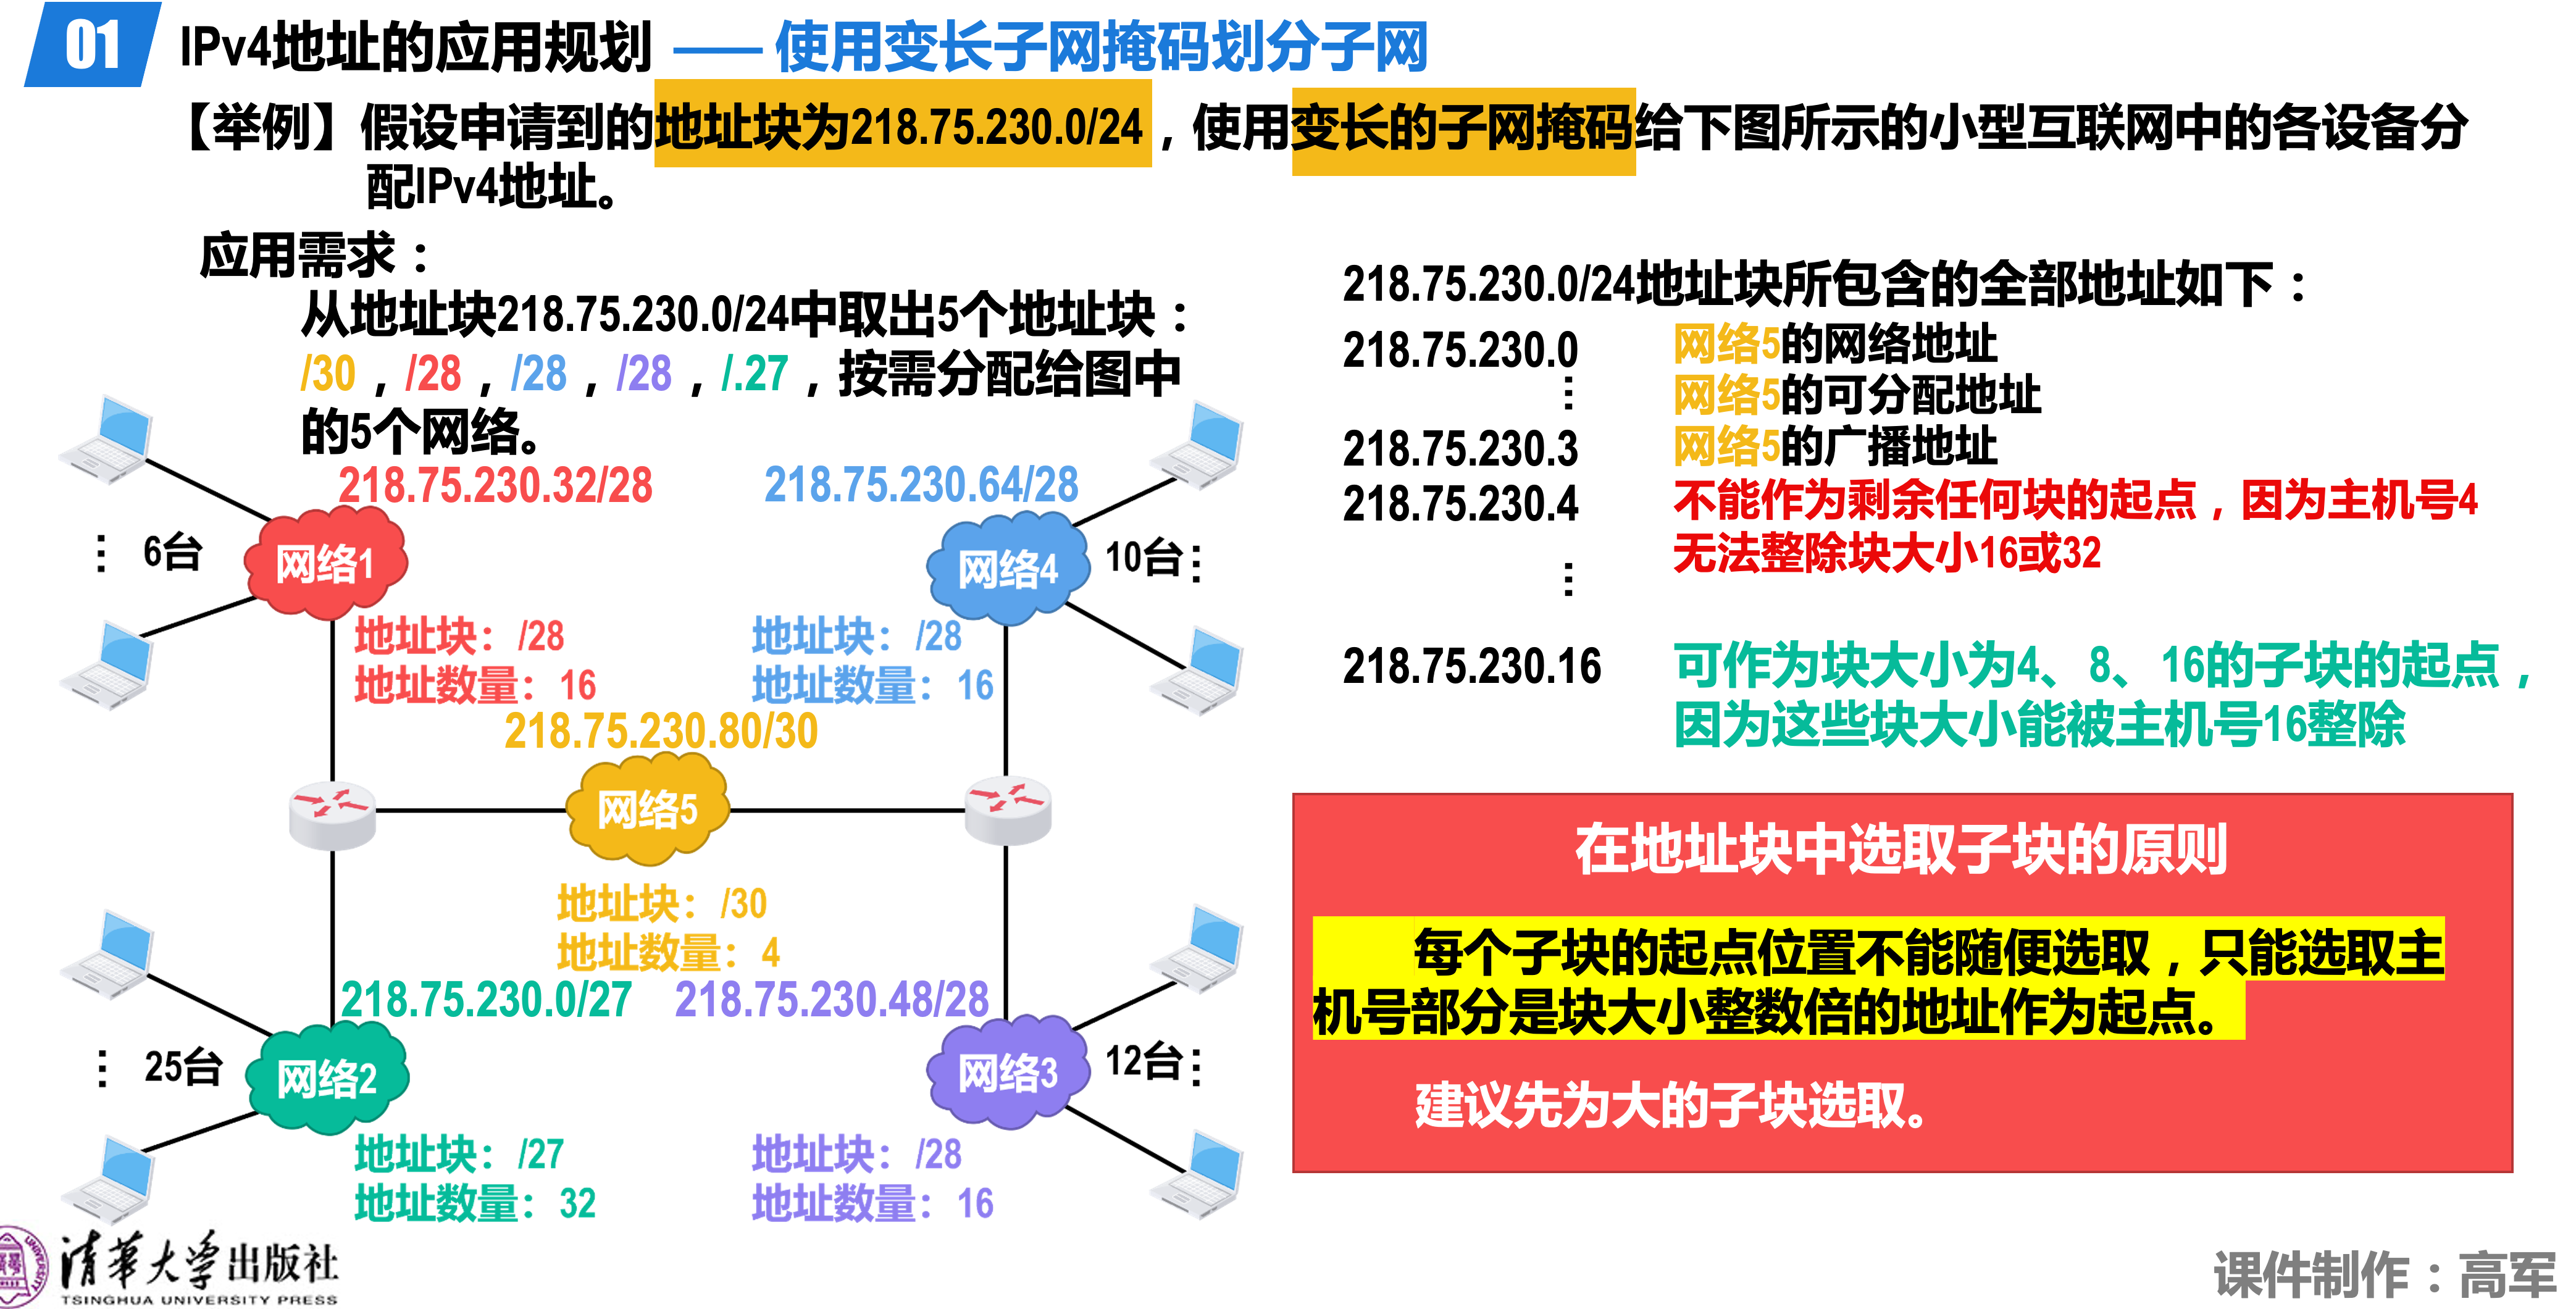 01
IPv4地址的应用规划 —— 使用变长子网掩码划分子网
【举例】假设申请到的地址块为218.75.230.0/24，使用变长的子网掩码给下图所示的小型互联网中的各设备分
配IPv4地址。
应用需求：
从地址块218.75.230.0/24中取出5个地址块：
/30，/28，/28，/28，/.27，按需分配给图中
的5个网络。
218.75.230.32/28
218.75.230.64/28
网络1
6台
网络4
10台
地址块：/28
地址数量：16
地址块：/28
地址数量：16
218.75.230.80/30
网络5
地址块：/30
地址数量：4
218.75.230.0/27
218.75.230.48/28
网络2
25台
网络3
12台
地址块：/27
地址数量：32
地址块：/28
地址数量：16
218.75.230.0/24地址块所包含的全部地址如下：
218.75.230.0 网络5的网络地址
⋮ 网络5的可分配地址
218.75.230.3 网络5的广播地址
218.75.230.4 不能作为剩余任何块的起点，因为主机号4
无法整除块大小16或32
⋮
218.75.230.16 可作为块大小为4、8、16的子块的起点，
因为这些块大小能被主机号16整除
在地址块中选取子块的原则
每个子块的起点位置不能随便选取，只能选取主
机号部分是块大小整数倍的地址作为起点。
建议先为大的子块选取。
清华大学出版社
TSINGHUA UNIVERSITY PRESS
课件制作：高军